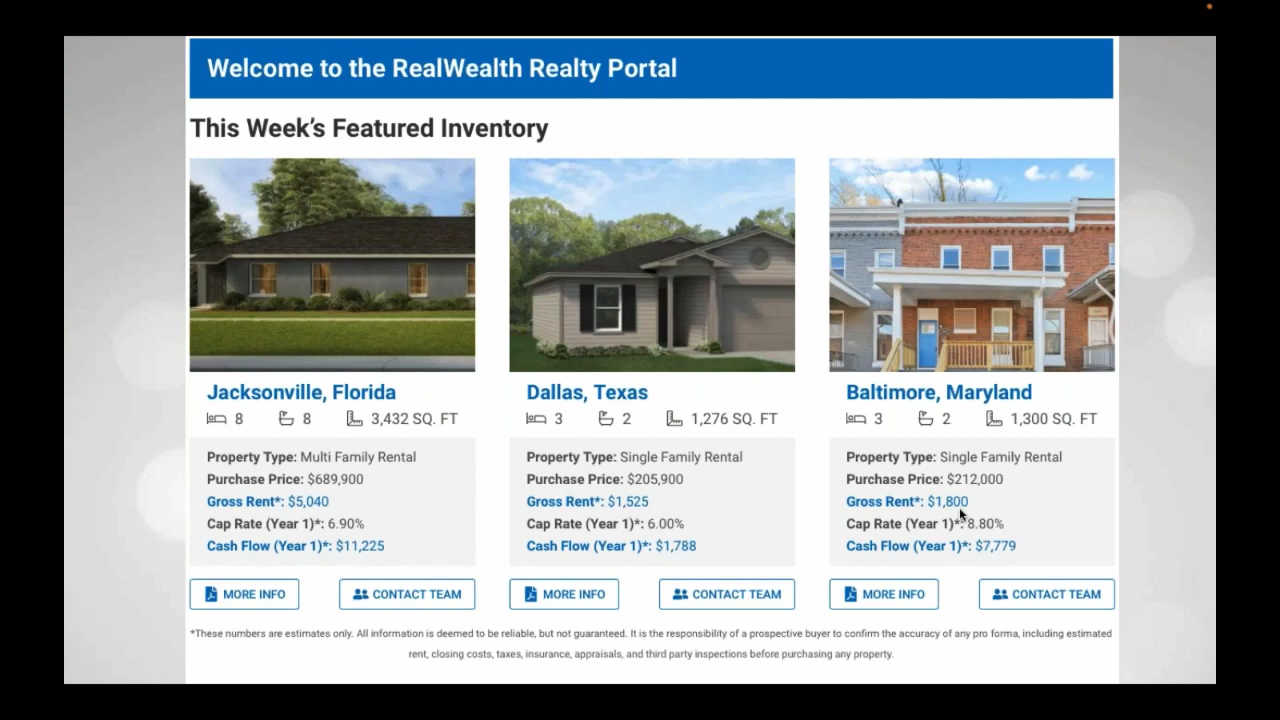 Welcome to the RealWealth Realty Portal
This Week's Featured Inventory
Jacksonville, Florida
8 8 3,432 SQ. FT
Property Type: Multi Family Rental
Purchase Price: $689,900
Gross Rent*: $5,040
Cap Rate (Year 1)*: 6.90%
Cash Flow (Year 1)*: $11,225
MORE INFO CONTACT TEAM
Dallas, Texas
3 2 1,276 SQ. FT
Property Type: Single Family Rental
Purchase Price: $205,900
Gross Rent*: $1,525
Cap Rate (Year 1)*: 6.00%
Cash Flow (Year 1)*: $1,788
MORE INFO CONTACT TEAM
Baltimore, Maryland
3 2 1,300 SQ. FT
Property Type: Single Family Rental
Purchase Price: $212,000
Gross Rent*: $1,800
Cap Rate (Year 1)*: 8.80%
Cash Flow (Year 1)*: $7,779
MORE INFO CONTACT TEAM
*These numbers are estimates only. All information is deemed to be reliable, but not guaranteed. It is the responsibility of a prospective buyer to confirm the accuracy of any pro forma, including estimated
rent, closing costs, taxes, insurance, appraisals, and third party inspections before purchasing any property.